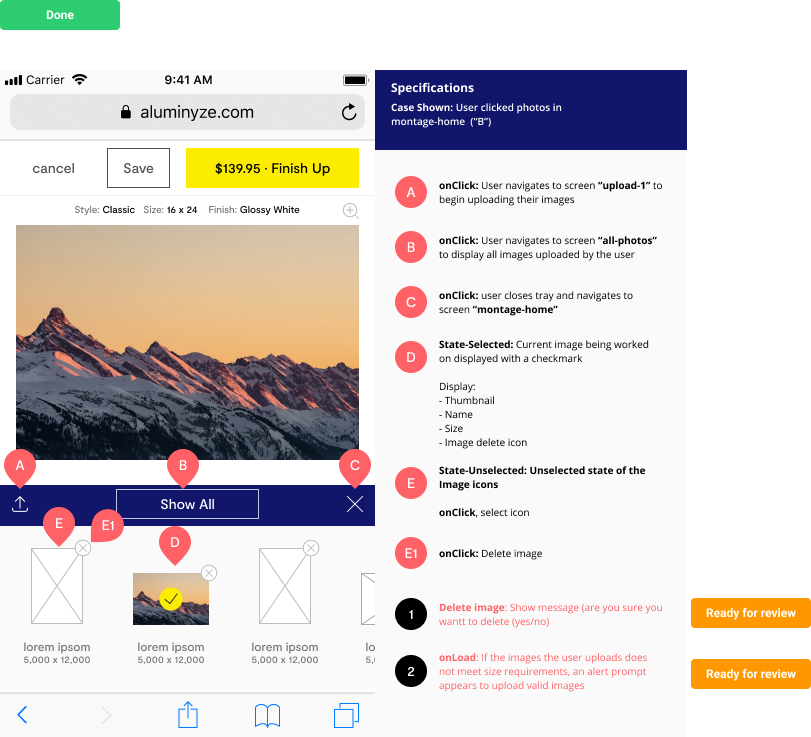 Done
Carrier
9:41 AM
aluminyze.com
cancel
Save
$139.95 · Finish Up
Style: Classic Size: 16 x 24 Finish: Glossy White
A
B
C
Show All
E
E1
D
lorem ipsom
5,000 x 12,000
lorem ipsom
5,000 x 12,000
lorem ipsom
5,000 x 12,000
lo
5,
Specifications
Case Shown: User clicked photos in
montage-home (“B”)
A
onClick: User navigates to screen “upload-1” to
begin uploading their images
B
onClick: User navigates to screen “all-photos”
to display all images uploaded by the user
C
onClick: user closes tray and navigates to
screen “montage-home”
D
State-Selected: Current image being worked
on displayed with a checkmark
Display:
- Thumbnail
- Name
- Size
- Image delete icon
E
State-Unselected: Unselected state of the
Image icons
onClick, select icon
E1
onClick: Delete image
1
Delete image: Show message (are you sure you
wantt to delete (yes/no)
Ready for review
2
onLoad: If the images the user uploads does
not meet size requirements, an alert prompt
appears to upload valid images
Ready for review